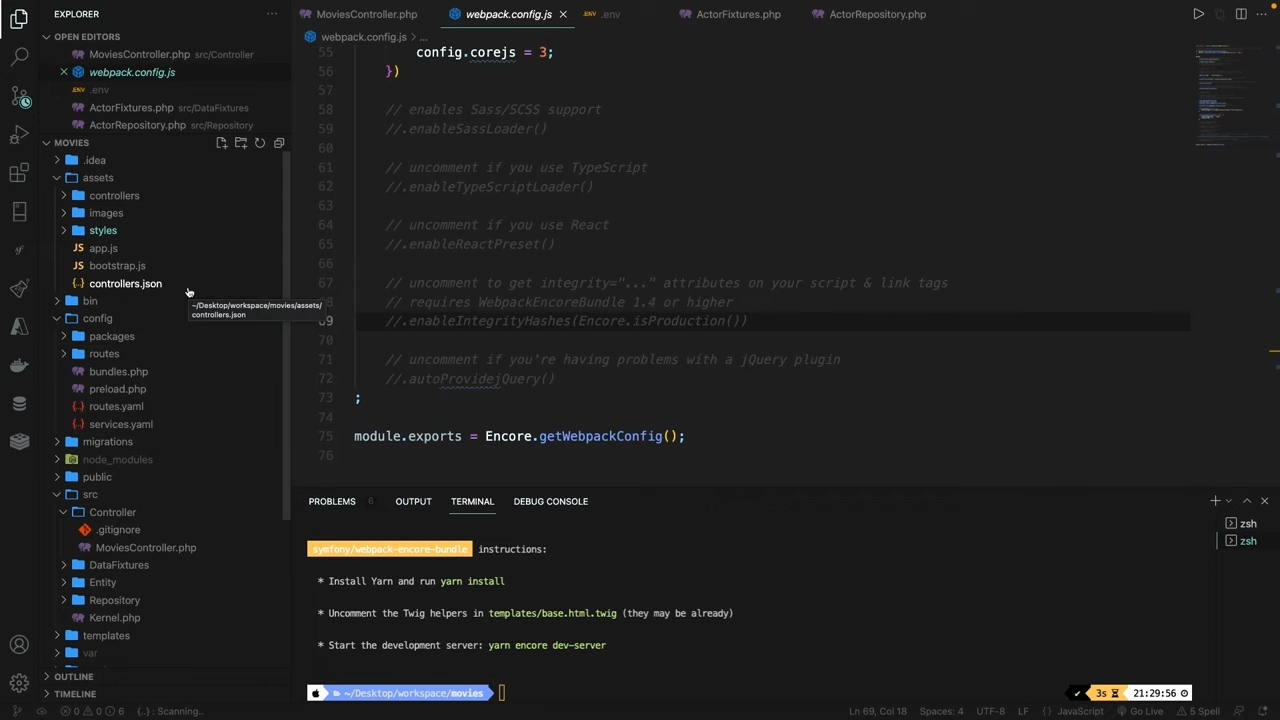 EXPLORER
OPEN EDITORS
MoviesController.php src/Controller
webpack.config.js
.ENV .env
ActorFixtures.php src/DataFixtures
ActorRepository.php src/Repository
MOVIES
.idea
assets
controllers
images
styles
JS app.js
JS bootstrap.js
{..} controllers.json
bin
config
packages
routes
bundles.php
preload.php
{..} routes.yaml
{..} services.yaml
migrations
node_modules
public
src
Controller
.gitignore
MoviesController.php
DataFixtures
Entity
Repository
Kernel.php
templates
var
OUTLINE
TIMELINE
~/Desktop/workspace/movies/assets/
controllers.json
MoviesController.php
webpack.config.js
.ENV .env
ActorFixtures.php
ActorRepository.php
webpack.config.js > ...
55 config.corejs = 3;
56 })
57
58 // enables Sass/SCSS support
59 //.enableSassLoader()
60
61 // uncomment if you use TypeScript
62 //.enableTypeScriptLoader()
63
64 // uncomment if you use React
65 //.enableReactPreset()
66
67 // uncomment to get integrity="..." attributes on your script & link tags
68 // requires WebpackEncoreBundle 1.4 or higher
69 //.enableIntegrityHashes(Encore.isProduction())
70
71 // uncomment if you're having problems with a jQuery plugin
72 //.autoProvidejQuery()
73 ;
74
75 module.exports = Encore.getWebpackConfig();
76
PROBLEMS 6 OUTPUT TERMINAL DEBUG CONSOLE
symfony/webpack-encore-bundle instructions:
* Install Yarn and run yarn install
* Uncomment the Twig helpers in templates/base.html.twig (they may be already)
* Start the development server: yarn encore dev-server
~/Desktop/workspace/movies
3s
21:29:56
zsh
zsh
0 0 6 {..} : Scanning..
Ln 69, Col 18 Spaces: 4 UTF-8 LF {} JavaScript Go Live 5 Spell